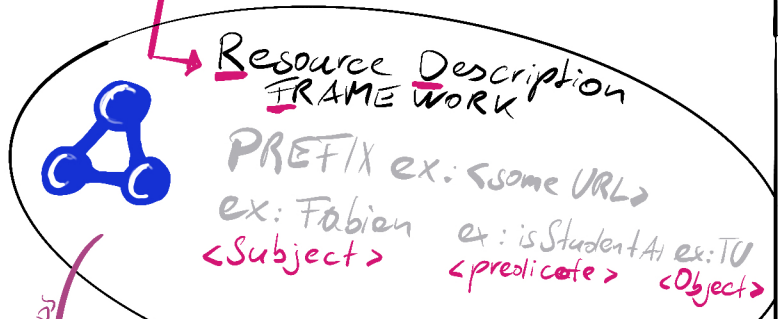 Resource Description
FRAMEWORK
PREFIX ex: <some URL>
ex: Fabien ex: isStudentAt ex:TU
<Subject> <predicate> <Object>